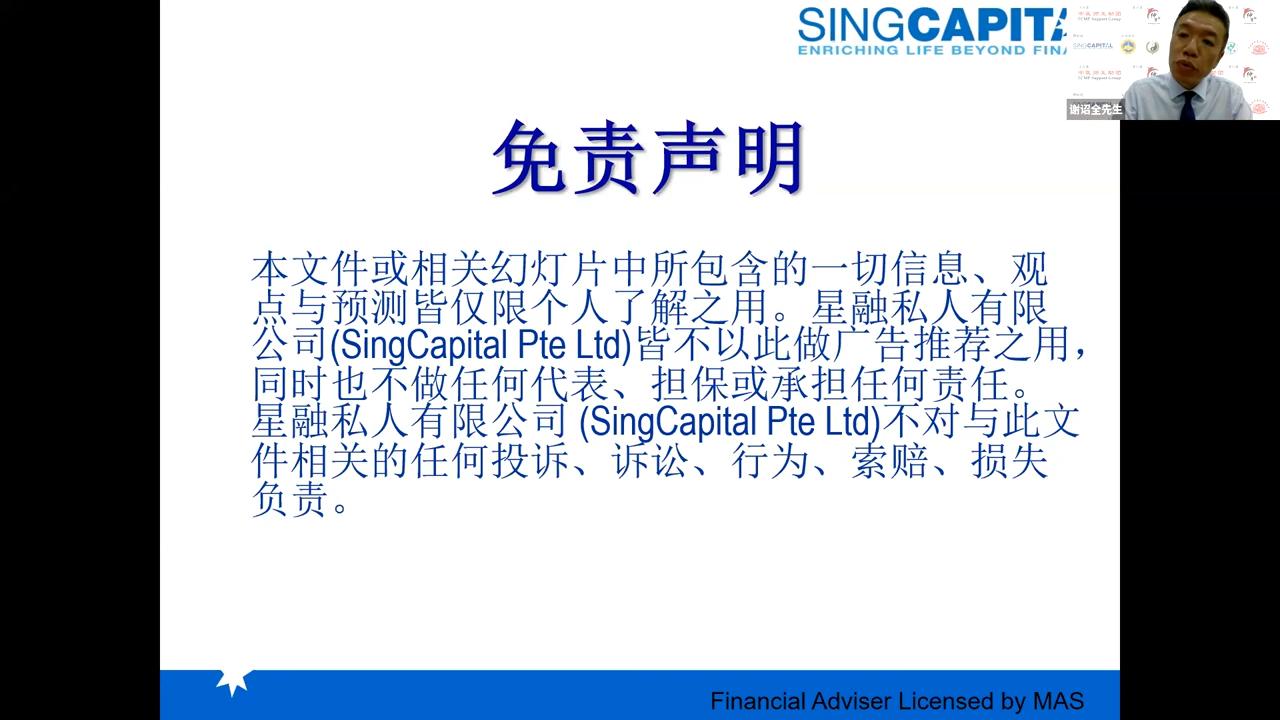 SINGCAPITA
ENRICHING LIFE BEYOND FINA
谢诏全先生
免责声明
本文件或相关幻灯片中所包含的一切信息、观
点与预测皆仅限个人了解之用。星融私人有限
公司(SingCapital Pte Ltd)皆不以此做广告推荐之用，
同时也不做任何代表、担保或承担任何责任。
星融私人有限公司 (SingCapital Pte Ltd)不对与此文
件相关的任何投诉、诉讼、行为、索赔、损失
负责。
Financial Adviser Licensed by MAS